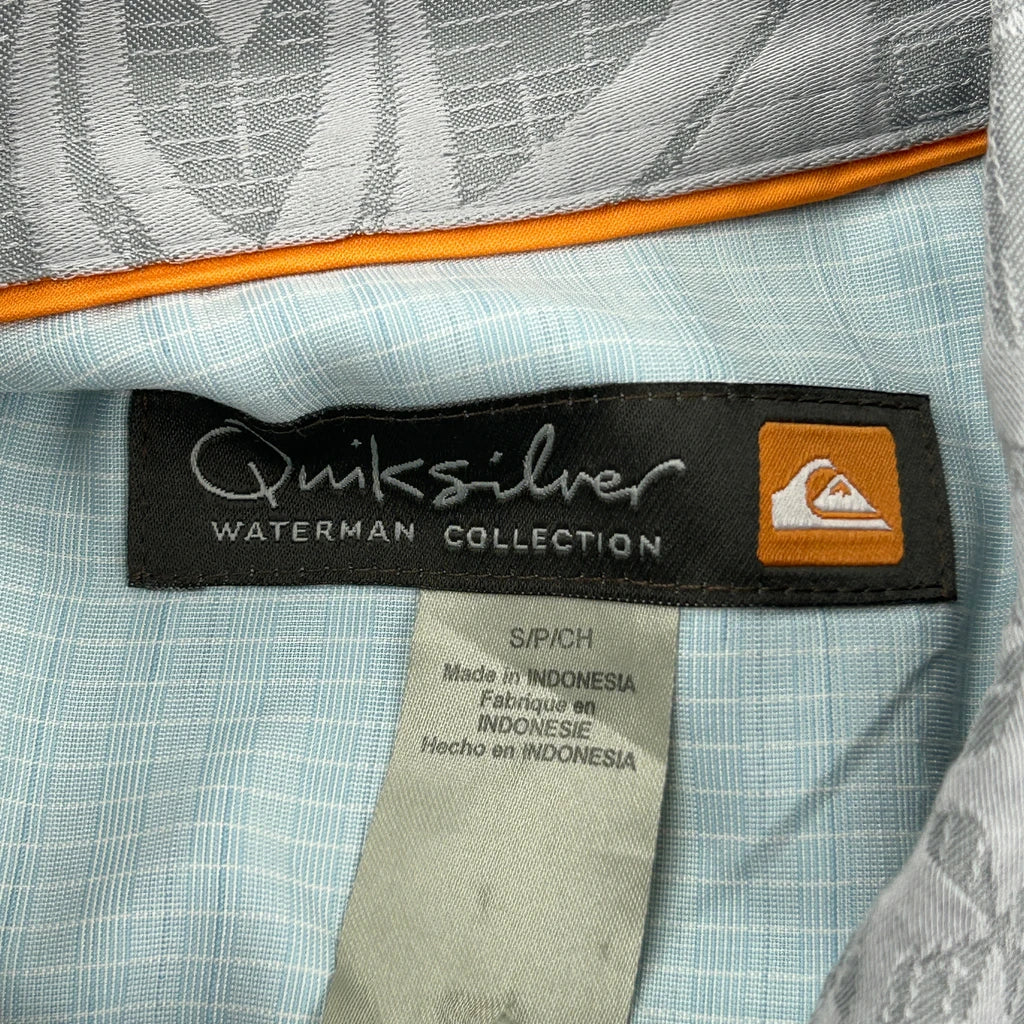 Quiksilver
WATERMAN COLLECTION
S/P/CH
Made in INDONESIA
Fabrique en
INDONESIE
Hecho en INDONESIA